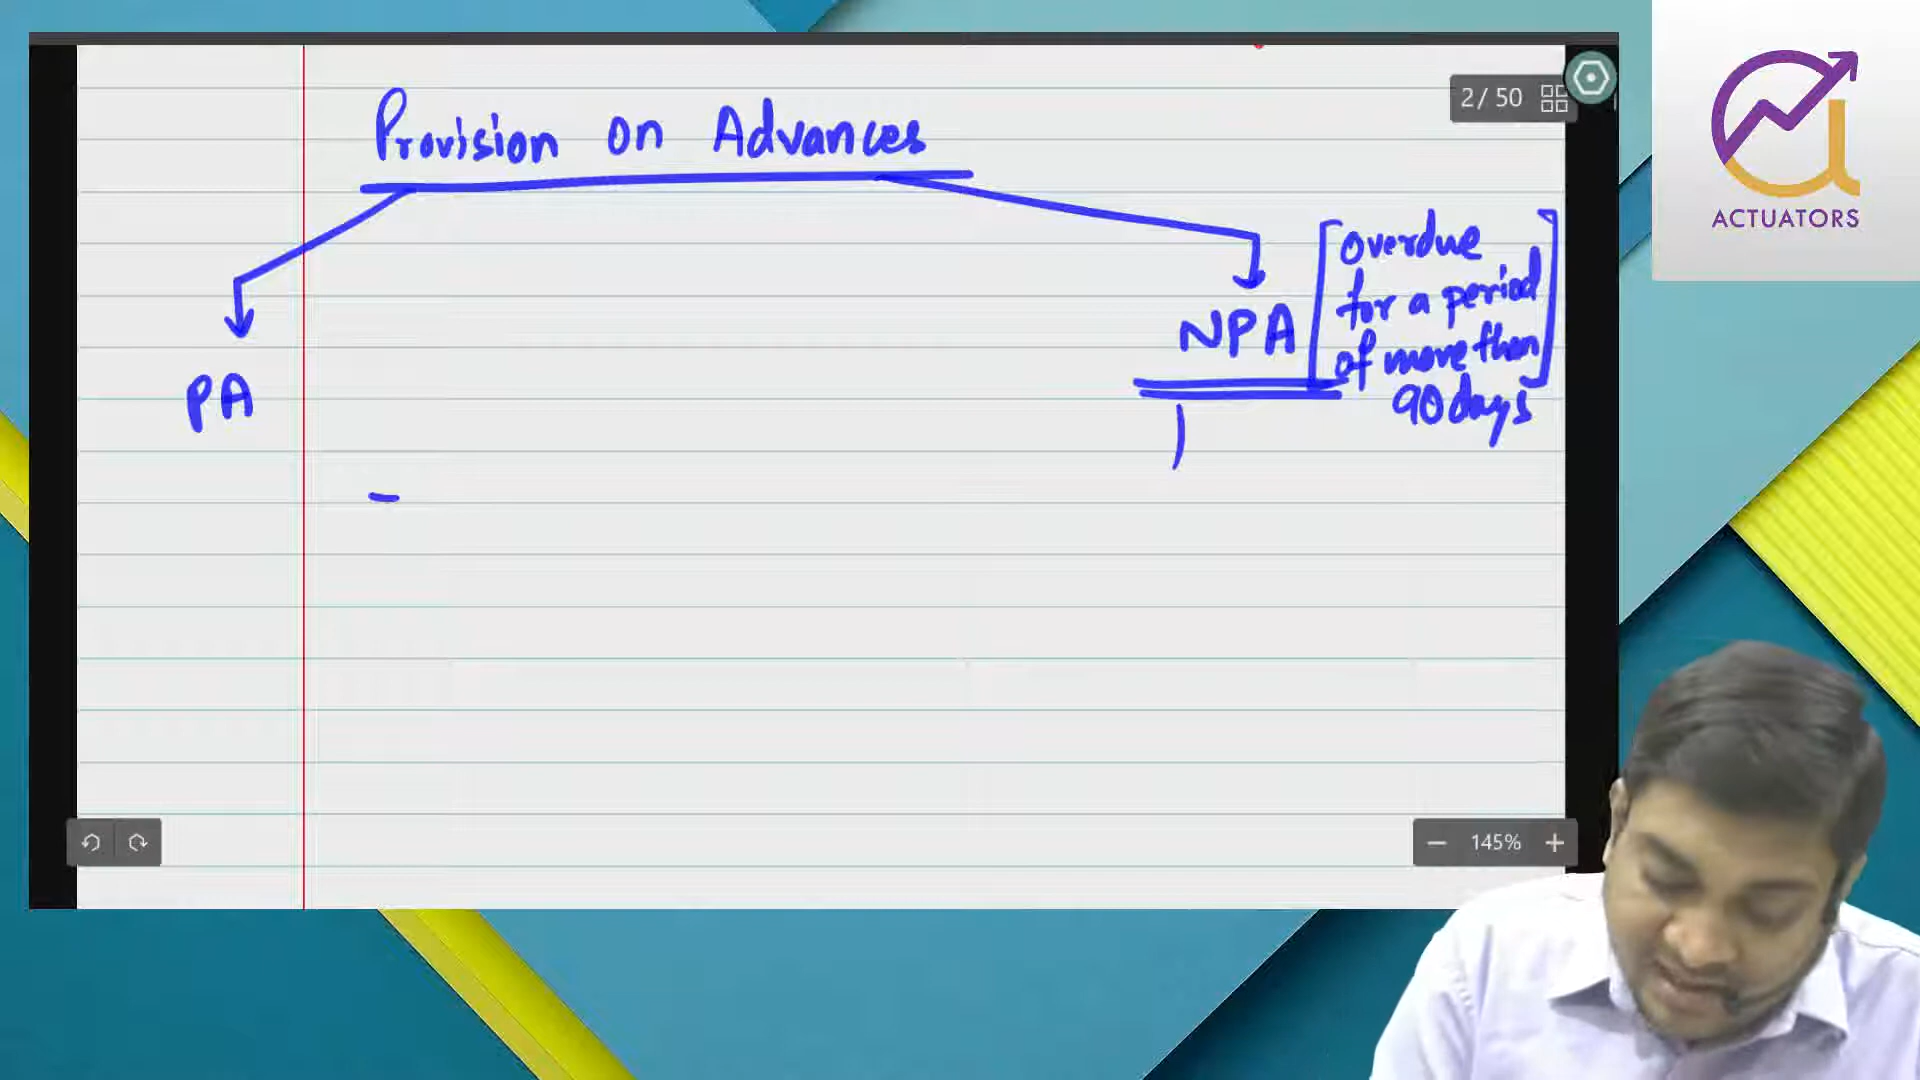 Provision on Advances
2/ 50
ACTUATORS
PA
NPA
overdue
for a period
of more than
90 days
145%